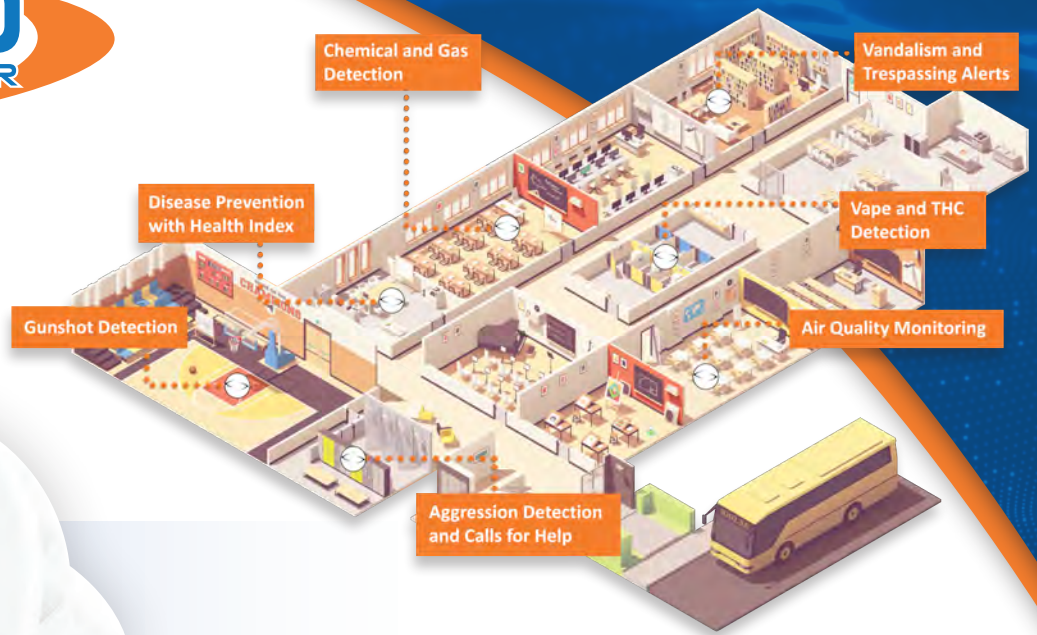 Chemical and Gas
Detection
Vandalism and
Trespassing Alerts
Disease Prevention
with Health Index
Vape and THC
Detection
Gunshot Detection
Air Quality Monitoring
Aggression Detection
and Calls for Help